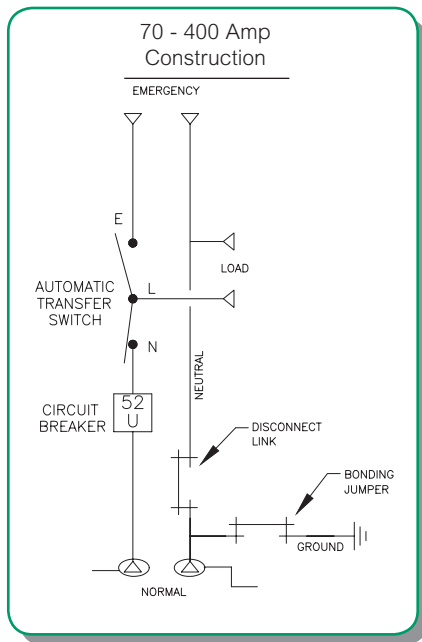 70 - 400 Amp
Construction
EMERGENCY
E
LOAD
L
AUTOMATIC
TRANSFER
SWITCH
N
NEUTRAL
52
U
CIRCUIT
BREAKER
DISCONNECT
LINK
BONDING
JUMPER
GROUND
NORMAL